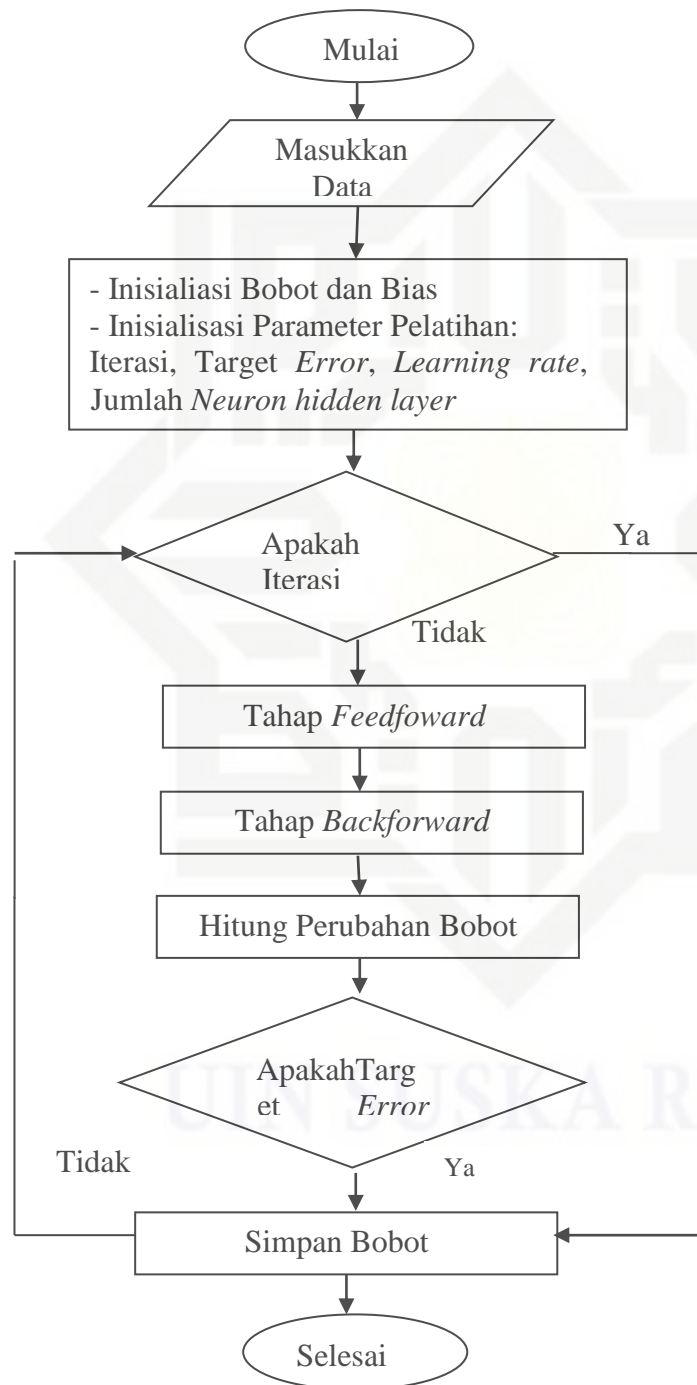 Mulai
Masukkan
Data
- Inisialiasi Bobot dan Bias
- Inisialisasi Parameter Pelatihan:
Iterasi, Target Error, Learning rate,
Jumlah Neuron hidden layer
Apakah
Iterasi
Ya
Tidak
Tahap Feedfoward
Tahap Backforward
Hitung Perubahan Bobot
ApakahTarg
et Error
Tidak
Ya
Simpan Bobot
Selesai
UIN SUSKA R